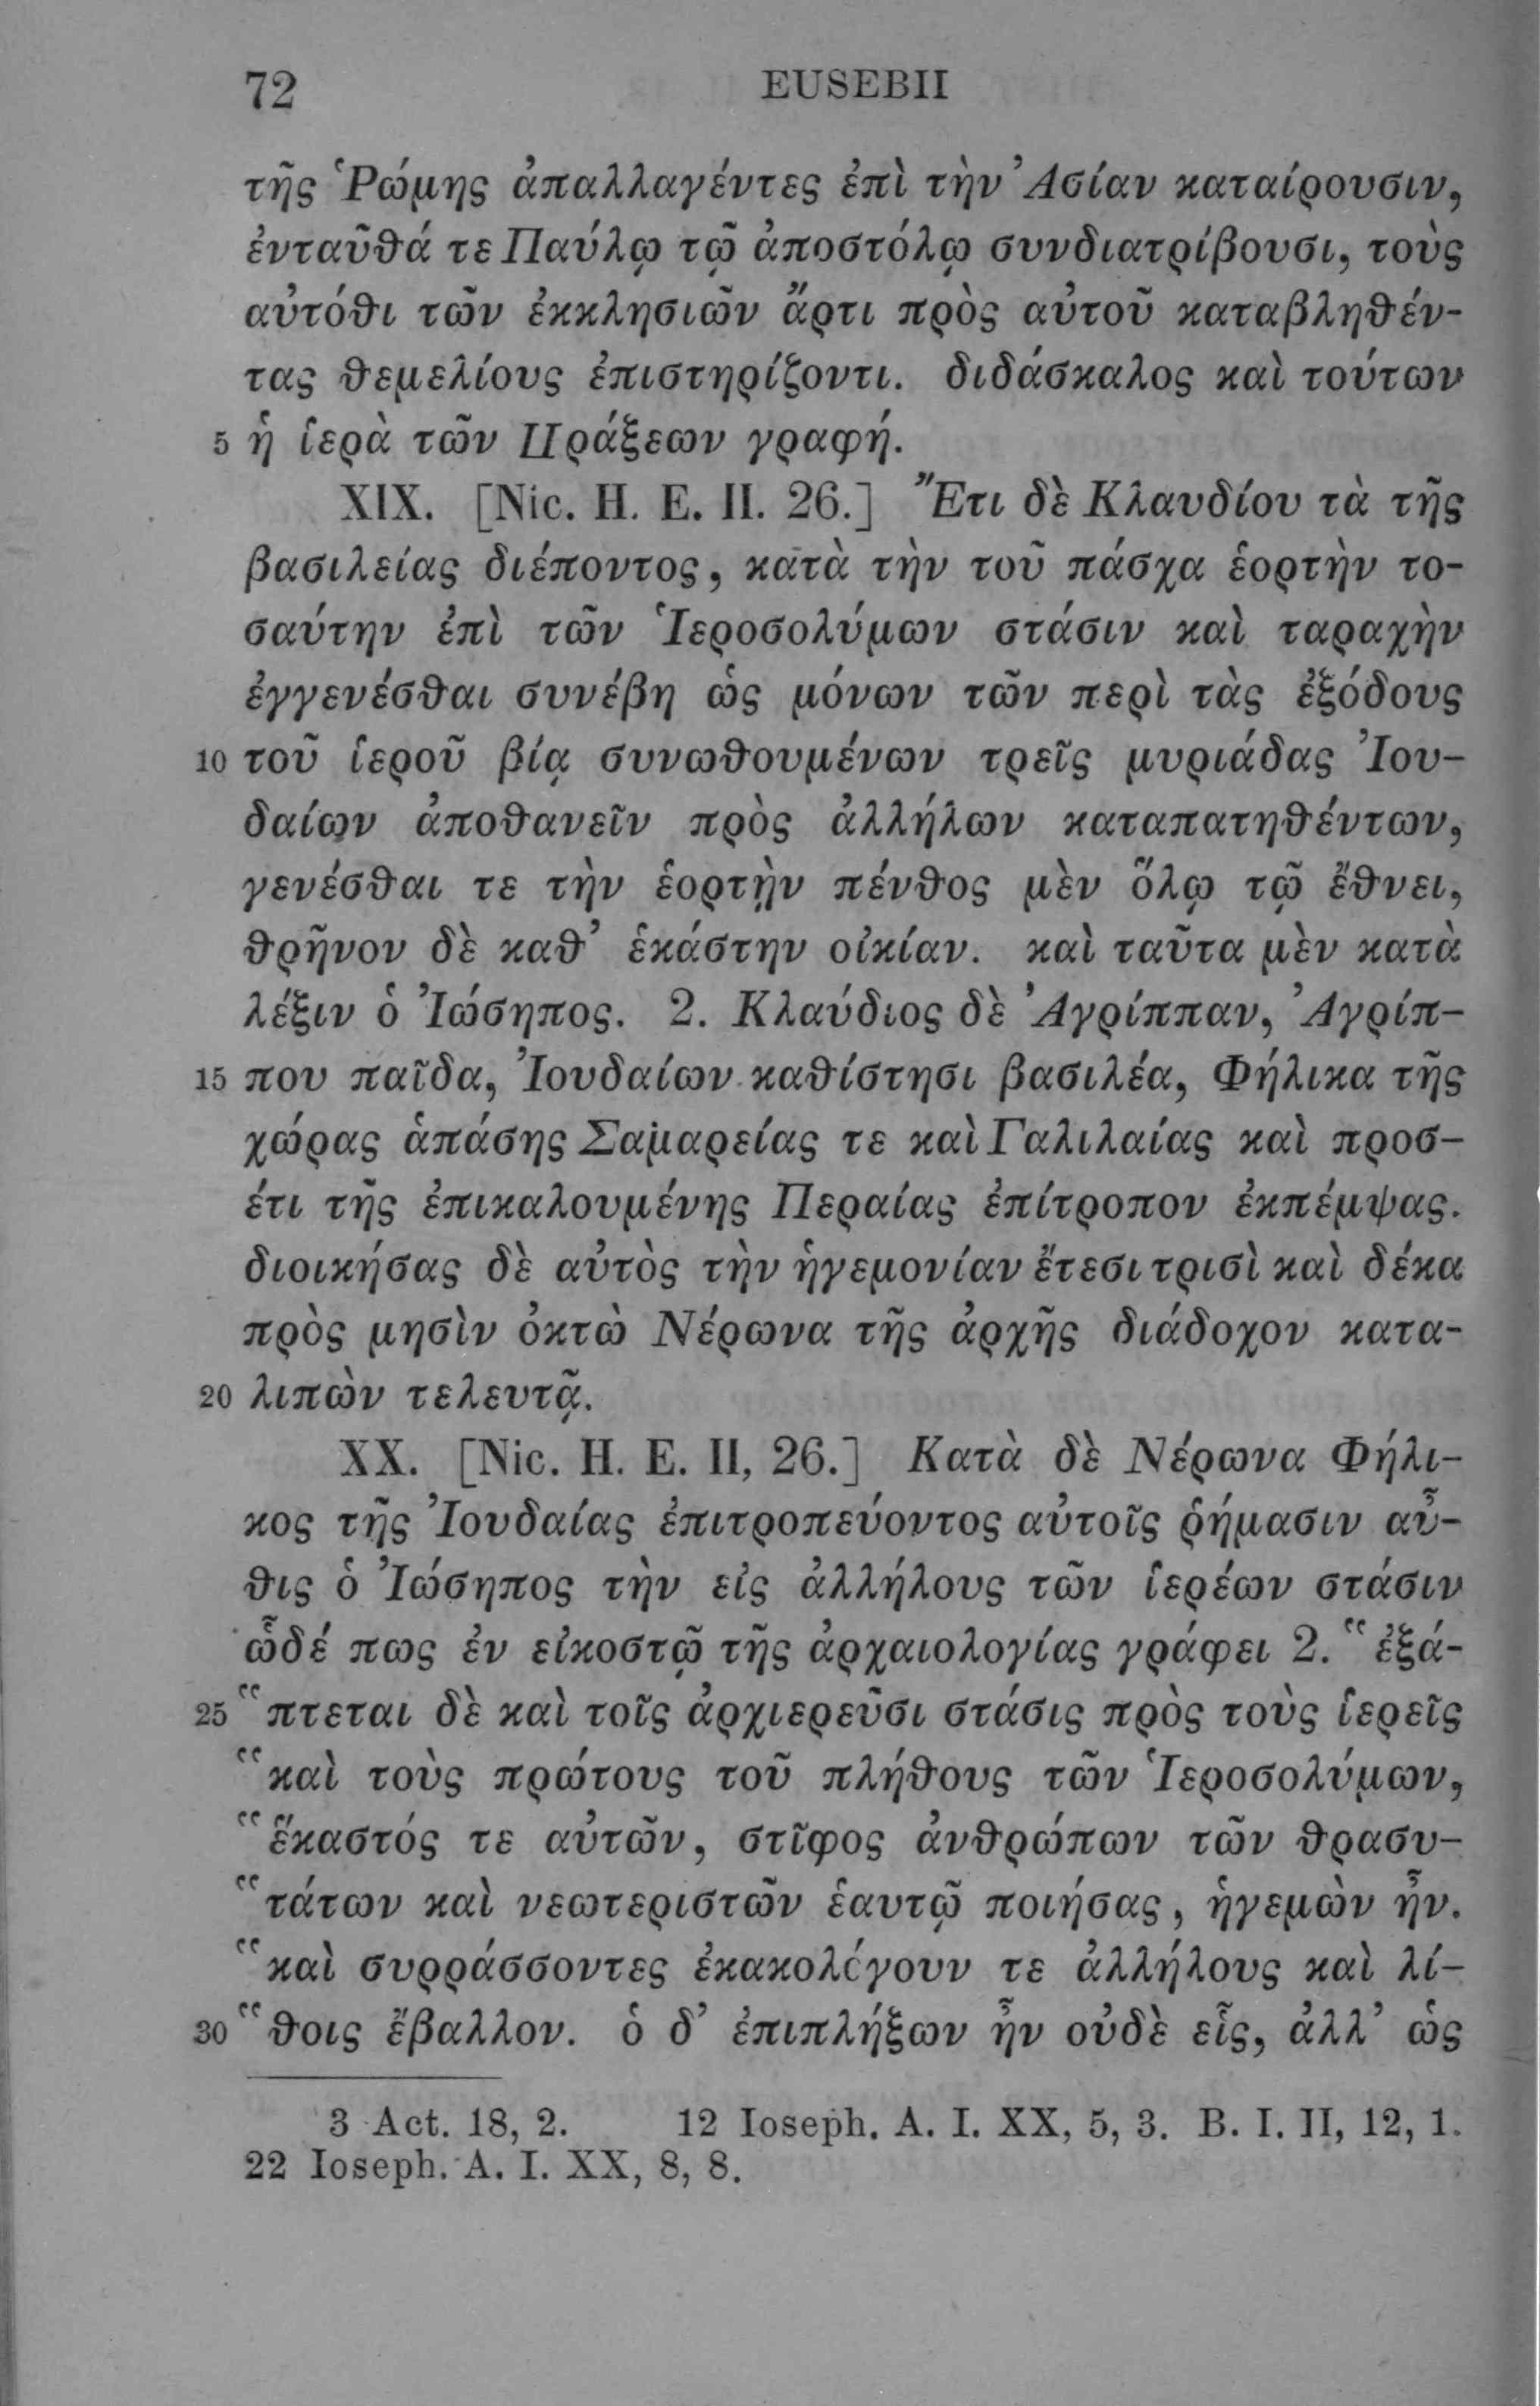 72 EUSEBII
τῆς Ῥώμης ἀπαλλαγέντες ἐπὶ τὴν Ἀσίαν καταίρουσιν,
ἐνταῦθά τε Παύλῳ τῷ ἀποστόλῳ συνδιατρίβουσι, τοὺς
αὐτόθι τῶν ἐκκλησιῶν ἄρτι πρὸς αὐτοῦ καταβληθέν-
τας θεμελίους ἐπιστηρίζοντι. διδάσκαλος καὶ τούτων
5 ἡ ἱερὰ τῶν Πράξεων γραφή.
XIX. [Nic. H. E. II. 26.] Ἔτι δὲ Κλαυδίου τὰ τῆς
βασιλείας διέποντος, κατὰ τὴν τοῦ πάσχα ἑορτὴν το-
σαύτην ἐπὶ τῶν Ἱεροσολύμων στάσιν καὶ ταραχὴν
ἐγγενέσθαι συνέβη ὡς μόνων τῶν περὶ τὰς ἐξόδους
10 τοῦ ἱεροῦ βίᾳ συνωθουμένων τρεῖς μυριάδας Ἰου-
δαίων ἀποθανεῖν πρὸς ἀλλήλων καταπατηθέντων,
γενέσθαι τε τὴν ἑορτὴν πένθος μὲν ὅλῳ τῷ ἔθνει,
θρῆνον δὲ καθ’ ἑκάστην οἰκίαν. καὶ ταῦτα μὲν κατὰ
λέξιν ὁ Ἰώσηπος. 2. Κλαύδιος δὲ Ἀγρίππαν, Ἀγρίπ-
15 που παῖδα, Ἰουδαίων καθίστησι βασιλέα, Φήλικα τῆς
χώρας ἁπάσης Σαμαρείας τε καὶ Γαλιλαίας καὶ προσ-
έτι τῆς ἐπικαλουμένης Περαίας ἐπίτροπον ἐκπέμψας.
διοικήσας δὲ αὐτὸς τὴν ἡγεμονίαν ἔτεσι τρισὶ καὶ δέκα
πρὸς μησὶν ὀκτὼ Νέρωνα τῆς ἀρχῆς διάδοχον κατα-
20 λιπὼν τελευτᾷ.
XX. [Nic. H. E. II, 26.] Κατὰ δὲ Νέρωνα Φήλι-
κος τῆς Ἰουδαίας ἐπιτροπεύοντος αὐτοῖς ῥήμασιν αὖ-
θις ὁ Ἰώσηπος τὴν εἰς ἀλλήλους τῶν ἱερέων στάσιν
ὧδέ πως ἐν εἰκοστῷ τῆς ἀρχαιολογίας γράφει 2. “ἐξά-
25 “πτεται δὲ καὶ τοῖς ἀρχιερεῦσι στάσις πρὸς τοὺς ἱερεῖς
“καὶ τοὺς πρώτους τοῦ πλήθους τῶν Ἱεροσολύμων,
“ἕκαστός τε αὐτῶν, στῖφος ἀνθρώπων τῶν θρασυ-
“τάτων καὶ νεωτεριστῶν ἑαυτῷ ποιήσας, ἡγεμὼν ἦν.
“καὶ συρράσσοντες ἐκακολόγουν τε ἀλλήλους καὶ λί-
30 “θοις ἔβαλλον. ὁ δ’ ἐπιπλήξων ἦν οὐδὲ εἷς, ἀλλ’ ὡς
3 Act. 18, 2. 12 Ioseph. A. I. XX, 5, 3. B. I. II, 12, 1.
22 Ioseph. A. I. XX, 8, 8.